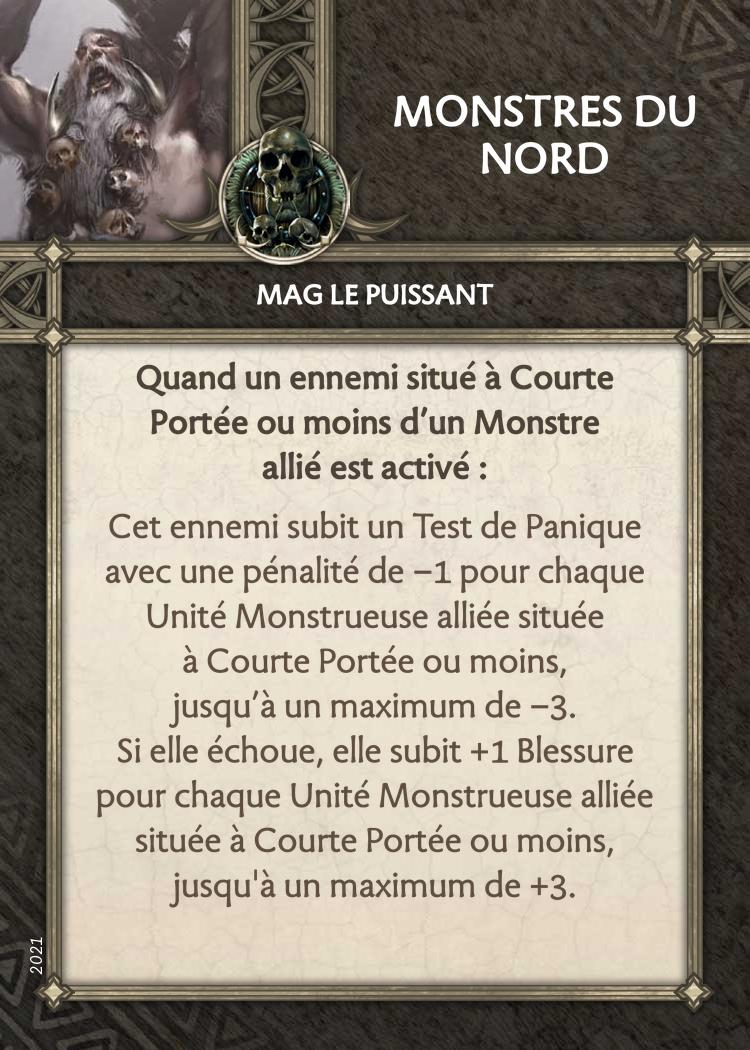 MONSTRES DU
NORD
MAG LE PUISSANT
Quand un ennemi situé à Courte
Portée ou moins d’un Monstre
allié est activé :
Cet ennemi subit un Test de Panique
avec une pénalité de −1 pour chaque
Unité Monstrueuse alliée située
à Courte Portée ou moins,
jusqu’à un maximum de −3.
Si elle échoue, elle subit +1 Blessure
pour chaque Unité Monstrueuse alliée
située à Courte Portée ou moins,
jusqu'à un maximum de +3.
2021